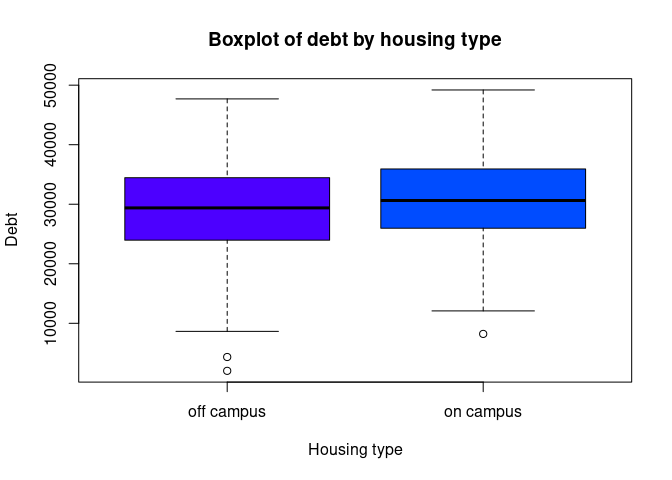 Boxplot of debt by housing type
Debt
50000
40000
30000
20000
10000
off campus
on campus
Housing type